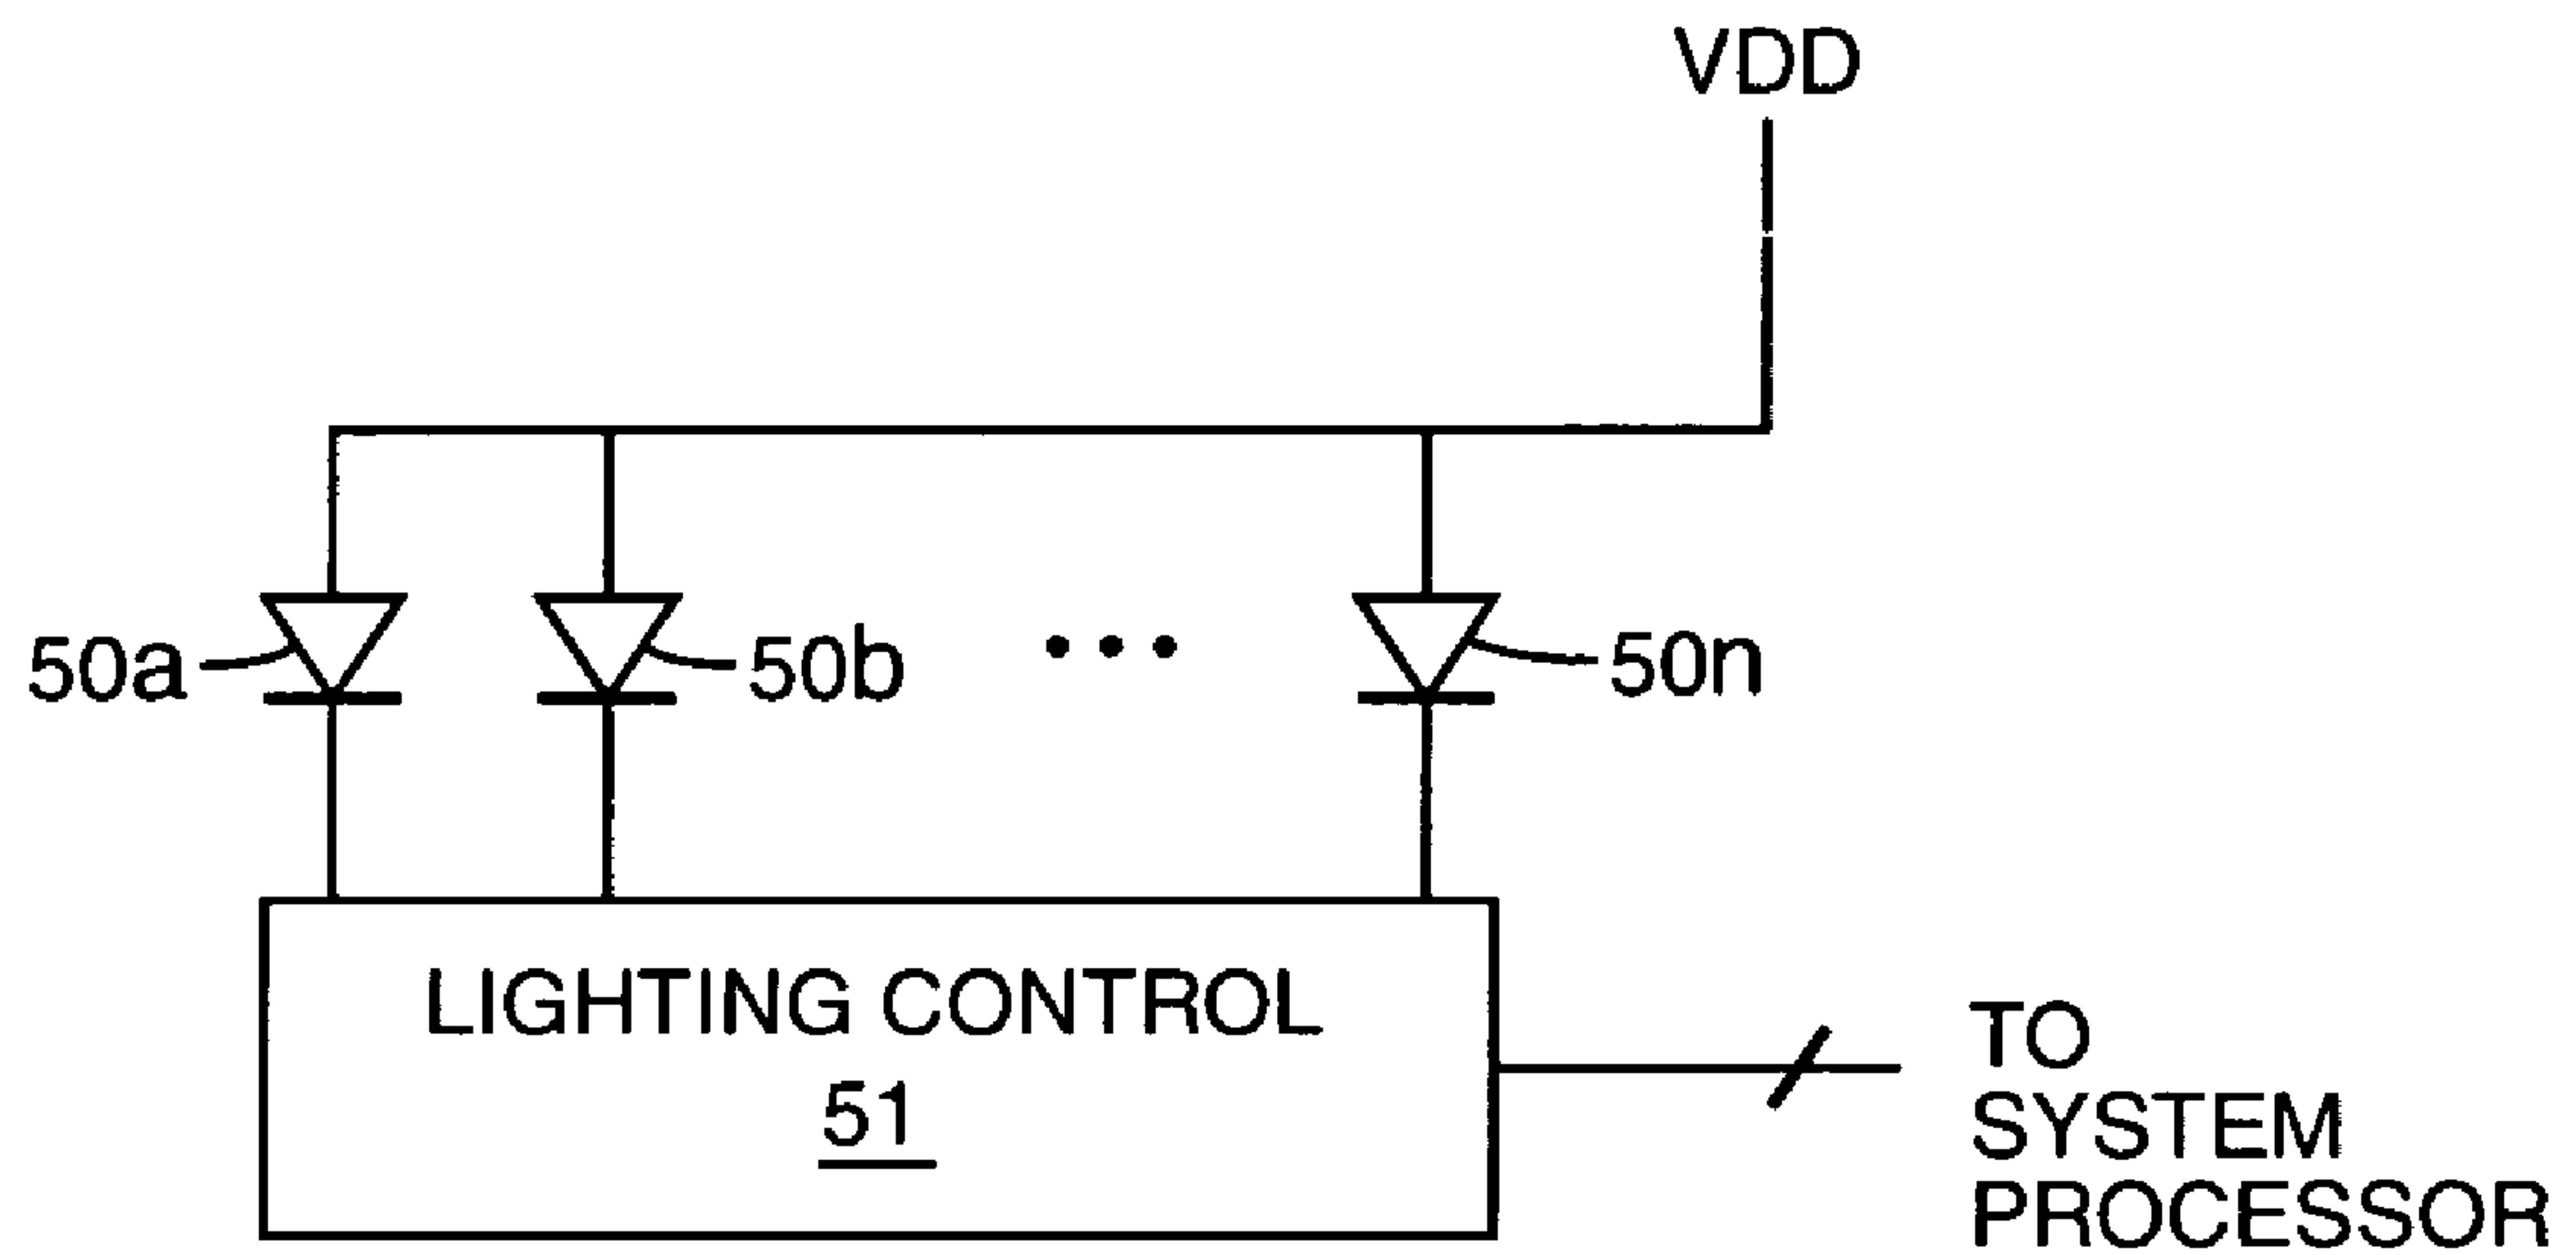 VDD
50a
50b
50n
LIGHTING CONTROL
51
TO
SYSTEM
PROCESSOR